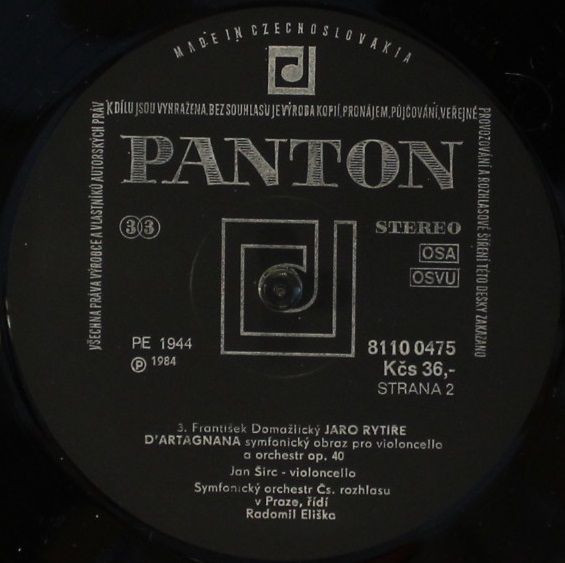 MADE IN CZECHOSLOVAKIA
VŠECHNA PRÁVA VÝROBCE A VLASTNÍKŮ AUTORSKÝCH PRÁV
K DÍLU JSOU VYHRAZENA, BEZ SOUHLASU JE VÝROBA KOPIÍ, PRONÁJEM, PŮJČOVÁNÍ, VEŘEJNÉ
PROVOZOVÁNÍ A ROZHLASOVÉ ŠÍŘENÍ TÉTO DESKY ZAKÁZÁNO
PANTON
33
STEREO
OSA
OSVU
PE 1944
Ⓟ 1984
8110 0475
Kčs 36,-
STRANA 2
3. František Domažlický JARO RYTÍŘE
D'ARTAGNANA symfonický obraz pro violoncello
a orchestr op. 40
Jan Širc - violoncello
Symfonický orchestr Čs. rozhlasu
v Praze, řídí
Radomil Eliška